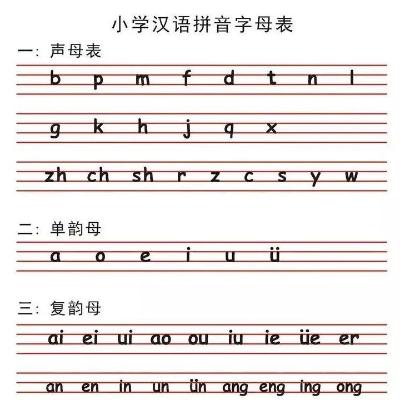 小学汉语拼音字母表
一：声母表
b p m f d t n l
g k h j q x
zh ch sh r z c s y w
二：单韵母
a o e i u ü
三：复韵母
ai ei ui ao ou iu ie üe er
an en in un ün ang eng ing ong